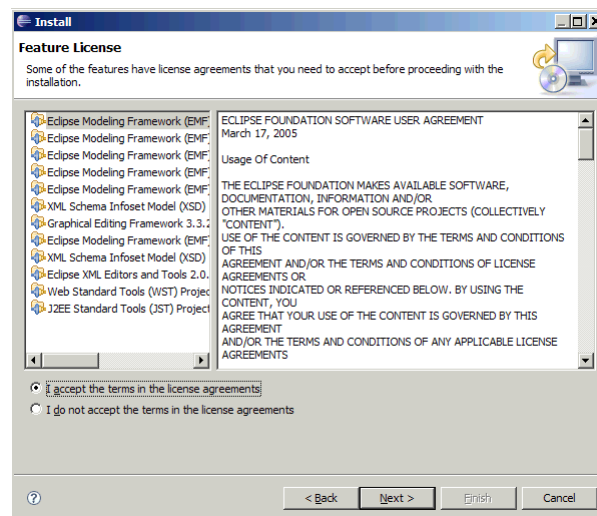 Install
Feature License
Some of the features have license agreements that you need to accept before proceeding with the
installation.
Eclipse Modeling Framework (EMF
Eclipse Modeling Framework (EMF
Eclipse Modeling Framework (EMF
Eclipse Modeling Framework (EMF
Eclipse Modeling Framework (EMF
XML Schema Infoset Model (XSD)
Graphical Editing Framework 3.3.2
Eclipse Modeling Framework (EMF
XML Schema Infoset Model (XSD)
Eclipse XML Editors and Tools 2.0.
Web Standard Tools (WST) Projec
J2EE Standard Tools (JST) Project
ECLIPSE FOUNDATION SOFTWARE USER AGREEMENT
March 17, 2005
Usage Of Content
THE ECLIPSE FOUNDATION MAKES AVAILABLE SOFTWARE,
DOCUMENTATION, INFORMATION AND/OR
OTHER MATERIALS FOR OPEN SOURCE PROJECTS (COLLECTIVELY
"CONTENT").
USE OF THE CONTENT IS GOVERNED BY THE TERMS AND CONDITIONS
OF THIS
AGREEMENT AND/OR THE TERMS AND CONDITIONS OF LICENSE
AGREEMENTS OR
NOTICES INDICATED OR REFERENCED BELOW. BY USING THE
CONTENT, YOU
AGREE THAT YOUR USE OF THE CONTENT IS GOVERNED BY THIS
AGREEMENT
AND/OR THE TERMS AND CONDITIONS OF ANY APPLICABLE LICENSE
AGREEMENTS
I accept the terms in the license agreements
I do not accept the terms in the license agreements
? < Back Next > Finish Cancel